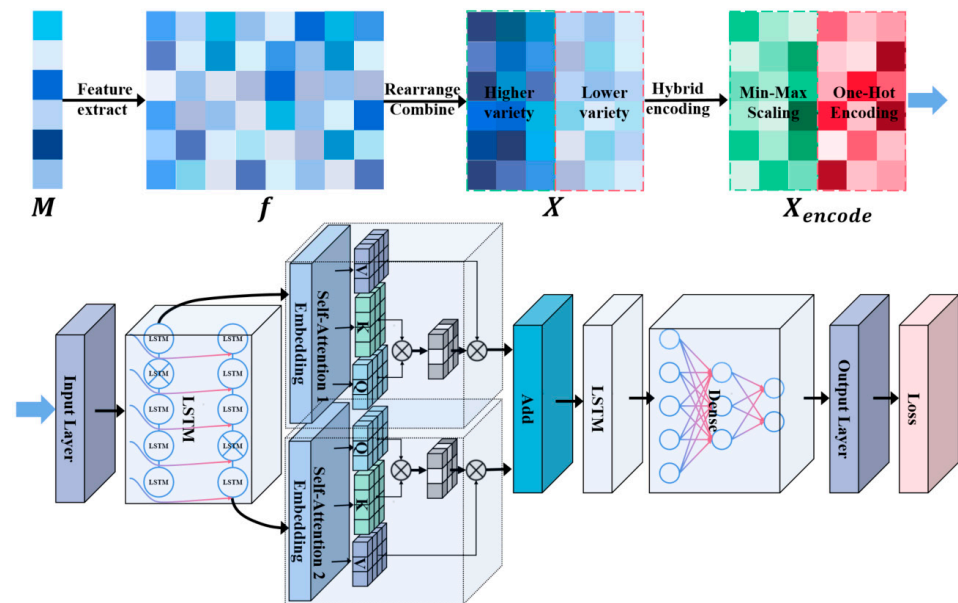 Feature
extract
Rearrange
Combine
Higher
variety
Lower
variety
Hybrid
encoding
Min-Max
Scaling
One-Hot
Encoding
M
f
X
X_encode
Input Layer
LSTM
LSTM
LSTM
LSTM
LSTM
LSTM
LSTM
LSTM
LSTM
LSTM
LSTM
Embedding
Self-Attention 1
V
K
Q
Embedding
Self-Attention 2
Q
K
V
Add
LSTM
Dense
Output Layer
Loss